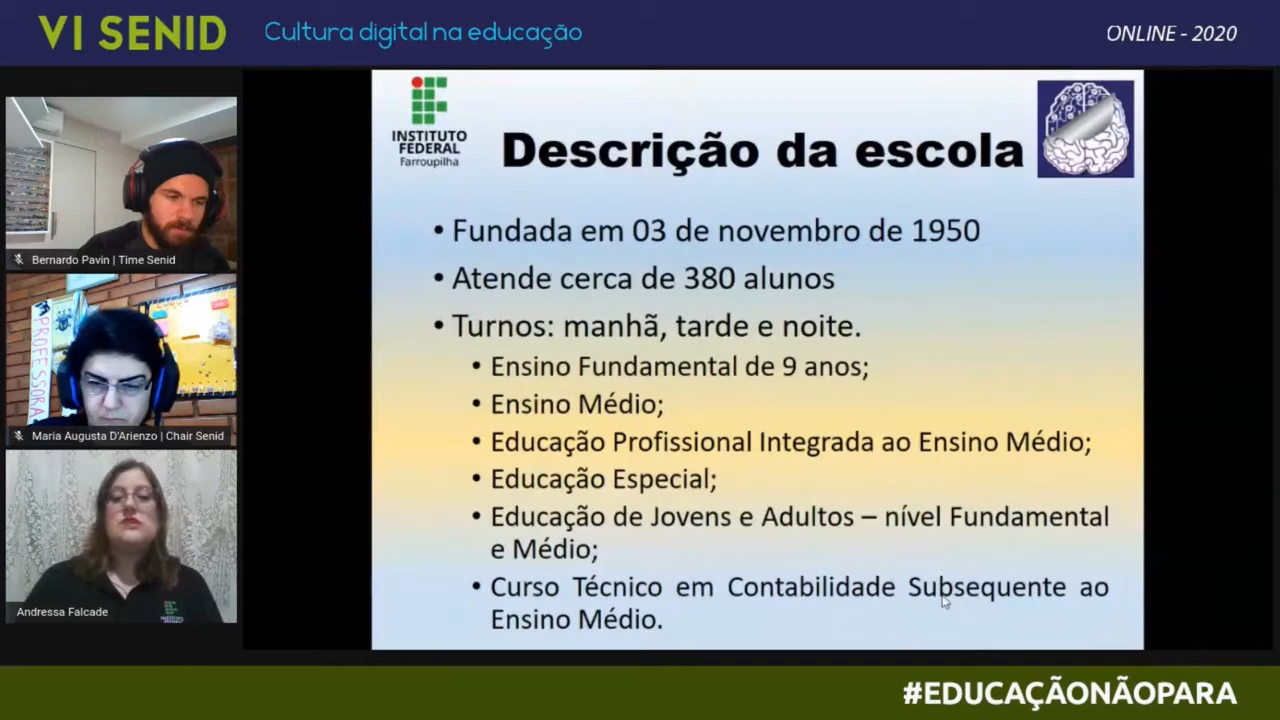 VI SENID
Cultura digital na educação
ONLINE - 2020
Bernardo Pavin | Time Senid
PROFESSORA
Maria Augusta D'Arienzo | Chair Senid
Andressa Falcade
INSTITUTO
FEDERAL
Farroupilha
Descrição da escola
• Fundada em 03 de novembro de 1950
• Atende cerca de 380 alunos
• Turnos: manhã, tarde e noite.
• Ensino Fundamental de 9 anos;
• Ensino Médio;
• Educação Profissional Integrada ao Ensino Médio;
• Educação Especial;
• Educação de Jovens e Adultos – nível Fundamental
e Médio;
• Curso Técnico em Contabilidade Subsequente ao
Ensino Médio.
#EDUCAÇÃONÃOPARA